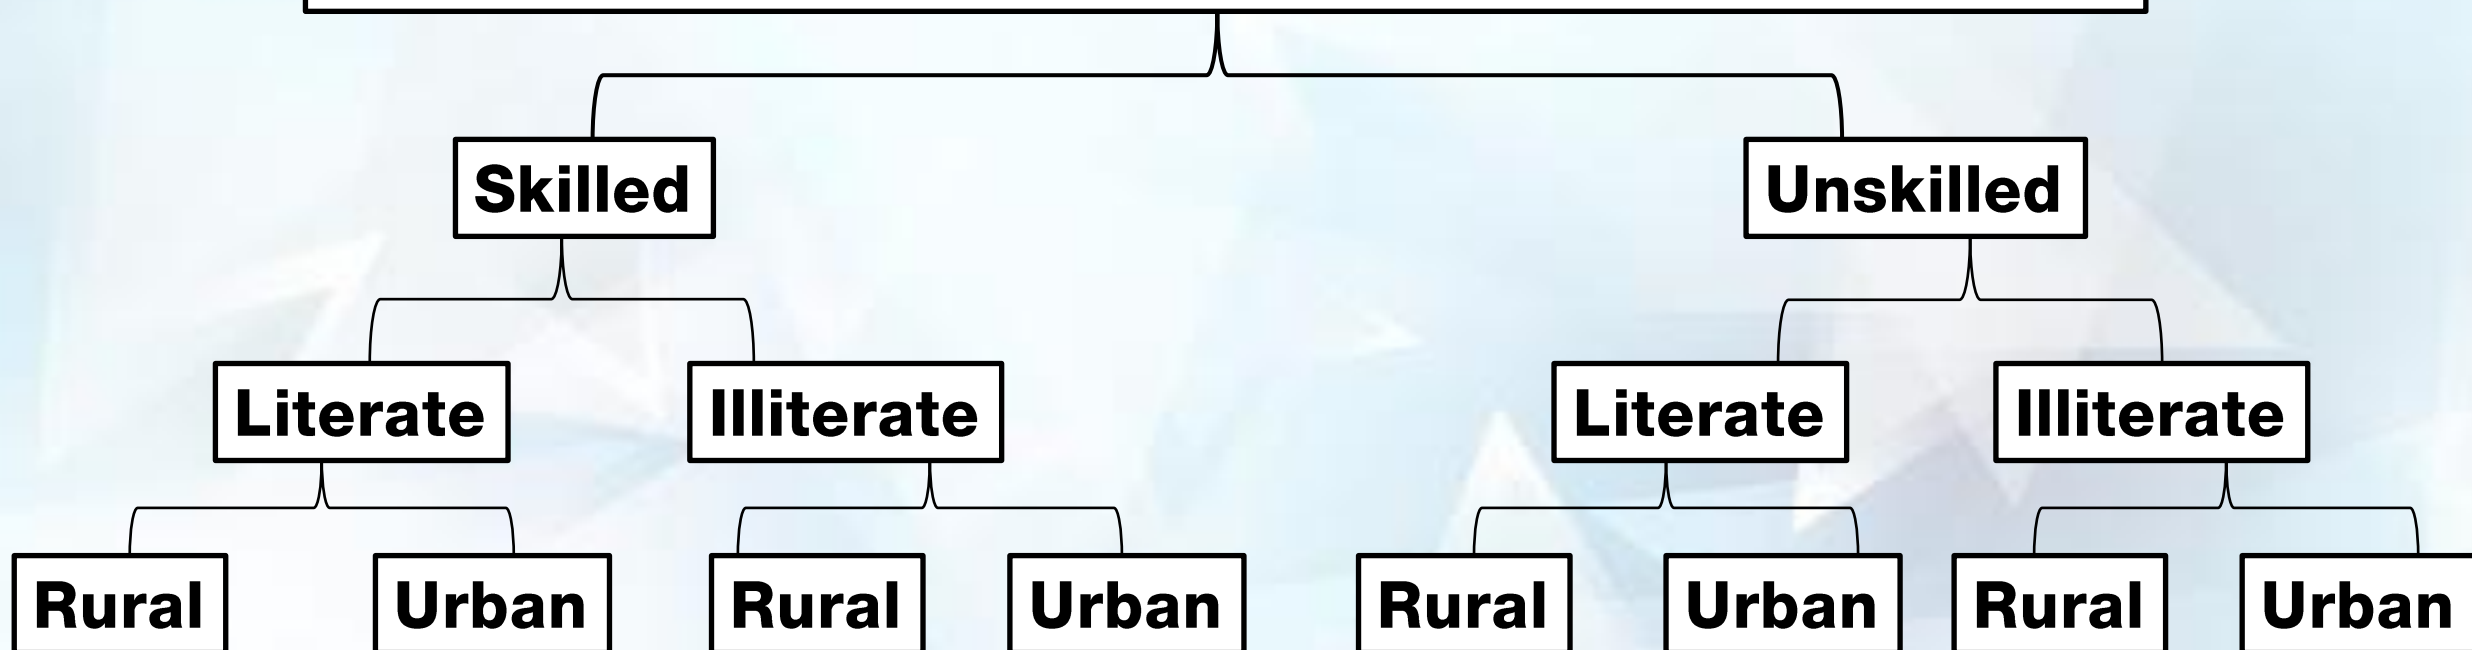 Skilled
Unskilled
Literate
Illiterate
Literate
Illiterate
Rural
Urban
Rural
Urban
Rural
Urban
Rural
Urban